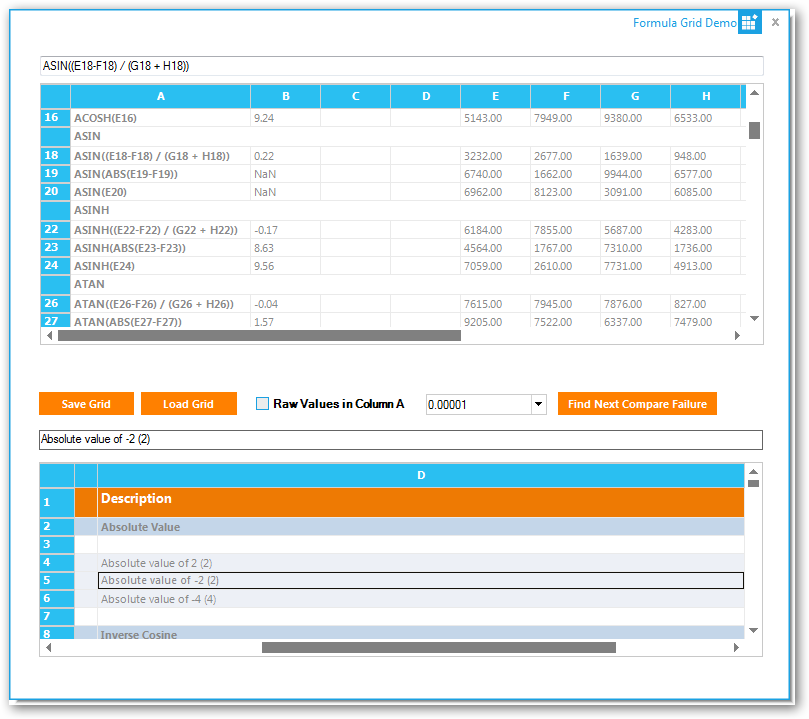 Formula Grid Demo
ASIN((E18-F18) / (G18 + H18))
A B C D E F G H
16 ACOSH(E16) 9.24 5143.00 7949.00 9380.00 6533.00
ASIN
18 ASIN((E18-F18) / (G18 + H18)) 0.22 3232.00 2677.00 1639.00 948.00
19 ASIN(ABS(E19-F19)) NaN 6740.00 1662.00 9944.00 6577.00
20 ASIN(E20) NaN 6962.00 8123.00 3091.00 6085.00
ASINH
22 ASINH((E22-F22) / (G22 + H22)) -0.17 6184.00 7855.00 5687.00 4283.00
23 ASINH(ABS(E23-F23)) 8.63 4564.00 1767.00 7310.00 1736.00
24 ASINH(E24) 9.56 7059.00 2610.00 7731.00 4913.00
ATAN
26 ATAN((E26-F26) / (G26 + H26)) -0.04 7615.00 7945.00 7876.00 827.00
27 ATAN(ABS(E27-F27)) 1.57 9205.00 7522.00 6337.00 7479.00
Save Grid Load Grid Raw Values in Column A 0.00001 Find Next Compare Failure
Absolute value of -2 (2)
D
1 Description
2 Absolute Value
3
4 Absolute value of 2 (2)
5 Absolute value of -2 (2)
6 Absolute value of -4 (4)
7
8 Inverse Cosine